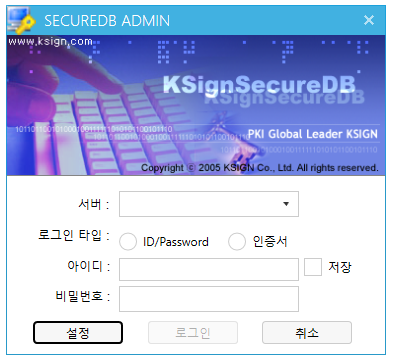 SECUREDB ADMIN
www.ksign.com
KSignSecureDB
KSignSecureDB
PKI Global Leader KSIGN
Copyright © 2005 KSIGN Co., Ltd. All rights reserved.
서버 :
로그인 타입 :
ID/Password
인증서
아이디 :
저장
비밀번호 :
설정
로그인
취소